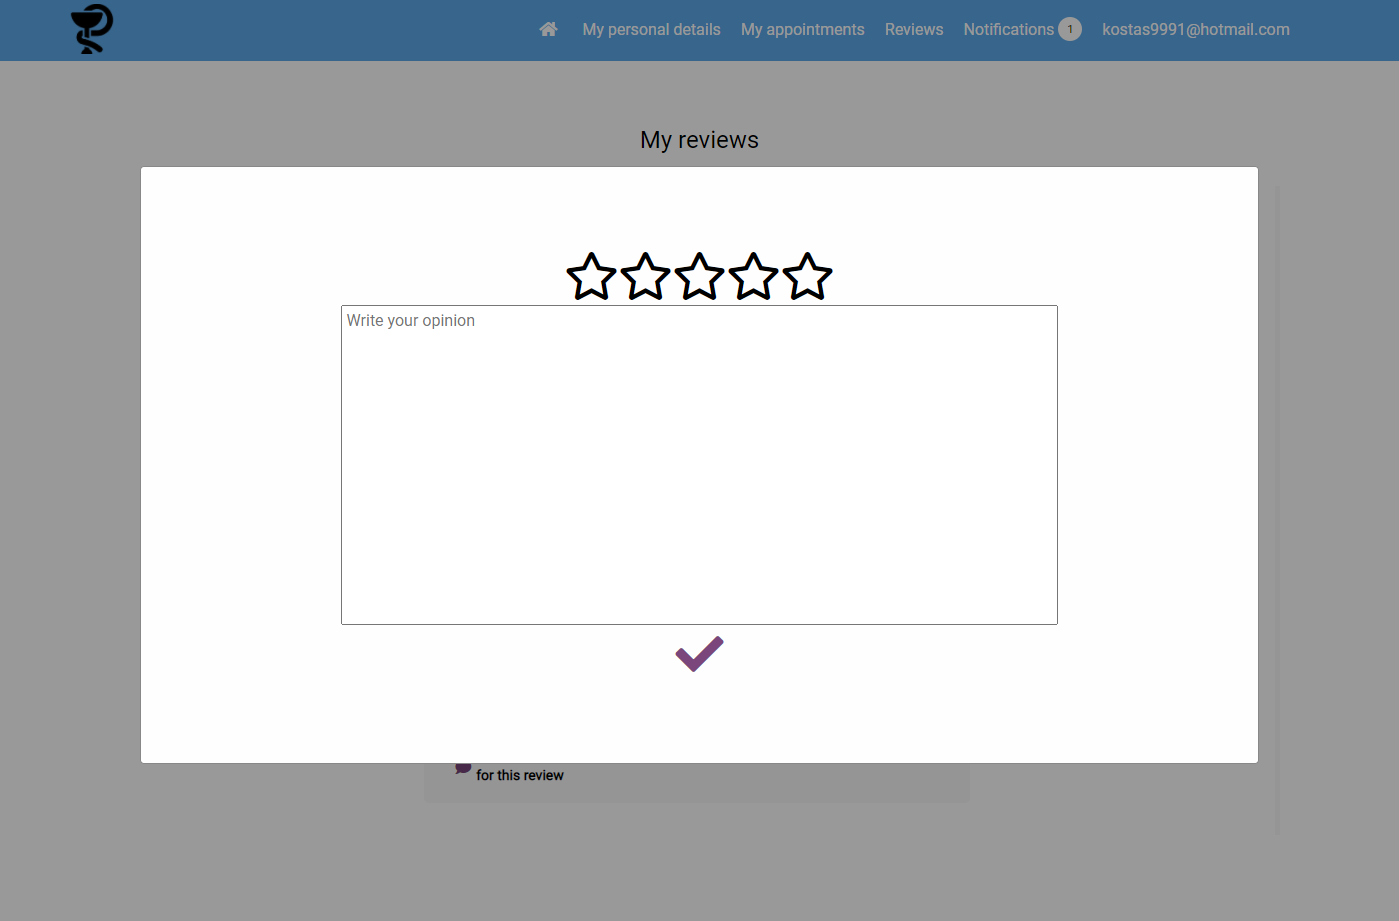 My personal details My appointments Reviews Notifications 1 kostas9991@hotmail.com
My reviews
Write your opinion
for this review